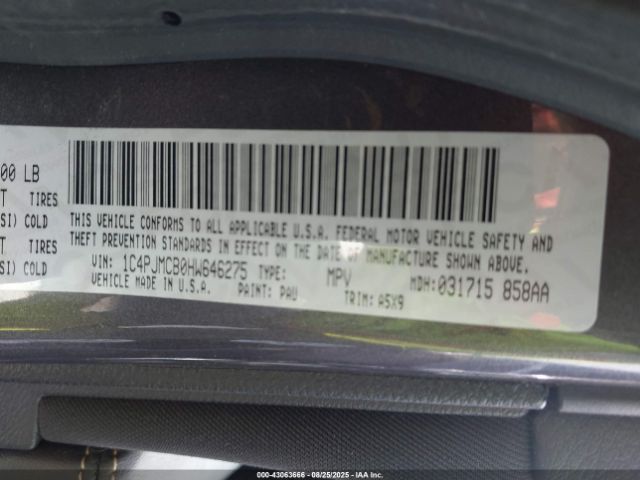 00 LB
T TIRES
SI) COLD
T TIRES
SI) COLD
THIS VEHICLE CONFORMS TO ALL APPLICABLE U.S.A. FEDERAL MOTOR VEHICLE SAFETY AND
THEFT PREVENTION STANDARDS IN EFFECT ON THE DATE OF MANUFACTURE SHOWN ABOVE.
VIN: 1C4PJMCB0HW646275 TYPE: MPV MDH: 031715 858AA
VEHICLE MADE IN U.S.A. PAINT: PAU TRIM: A5X9
000-43063666 - 08/25/2025 - IAA, Inc.